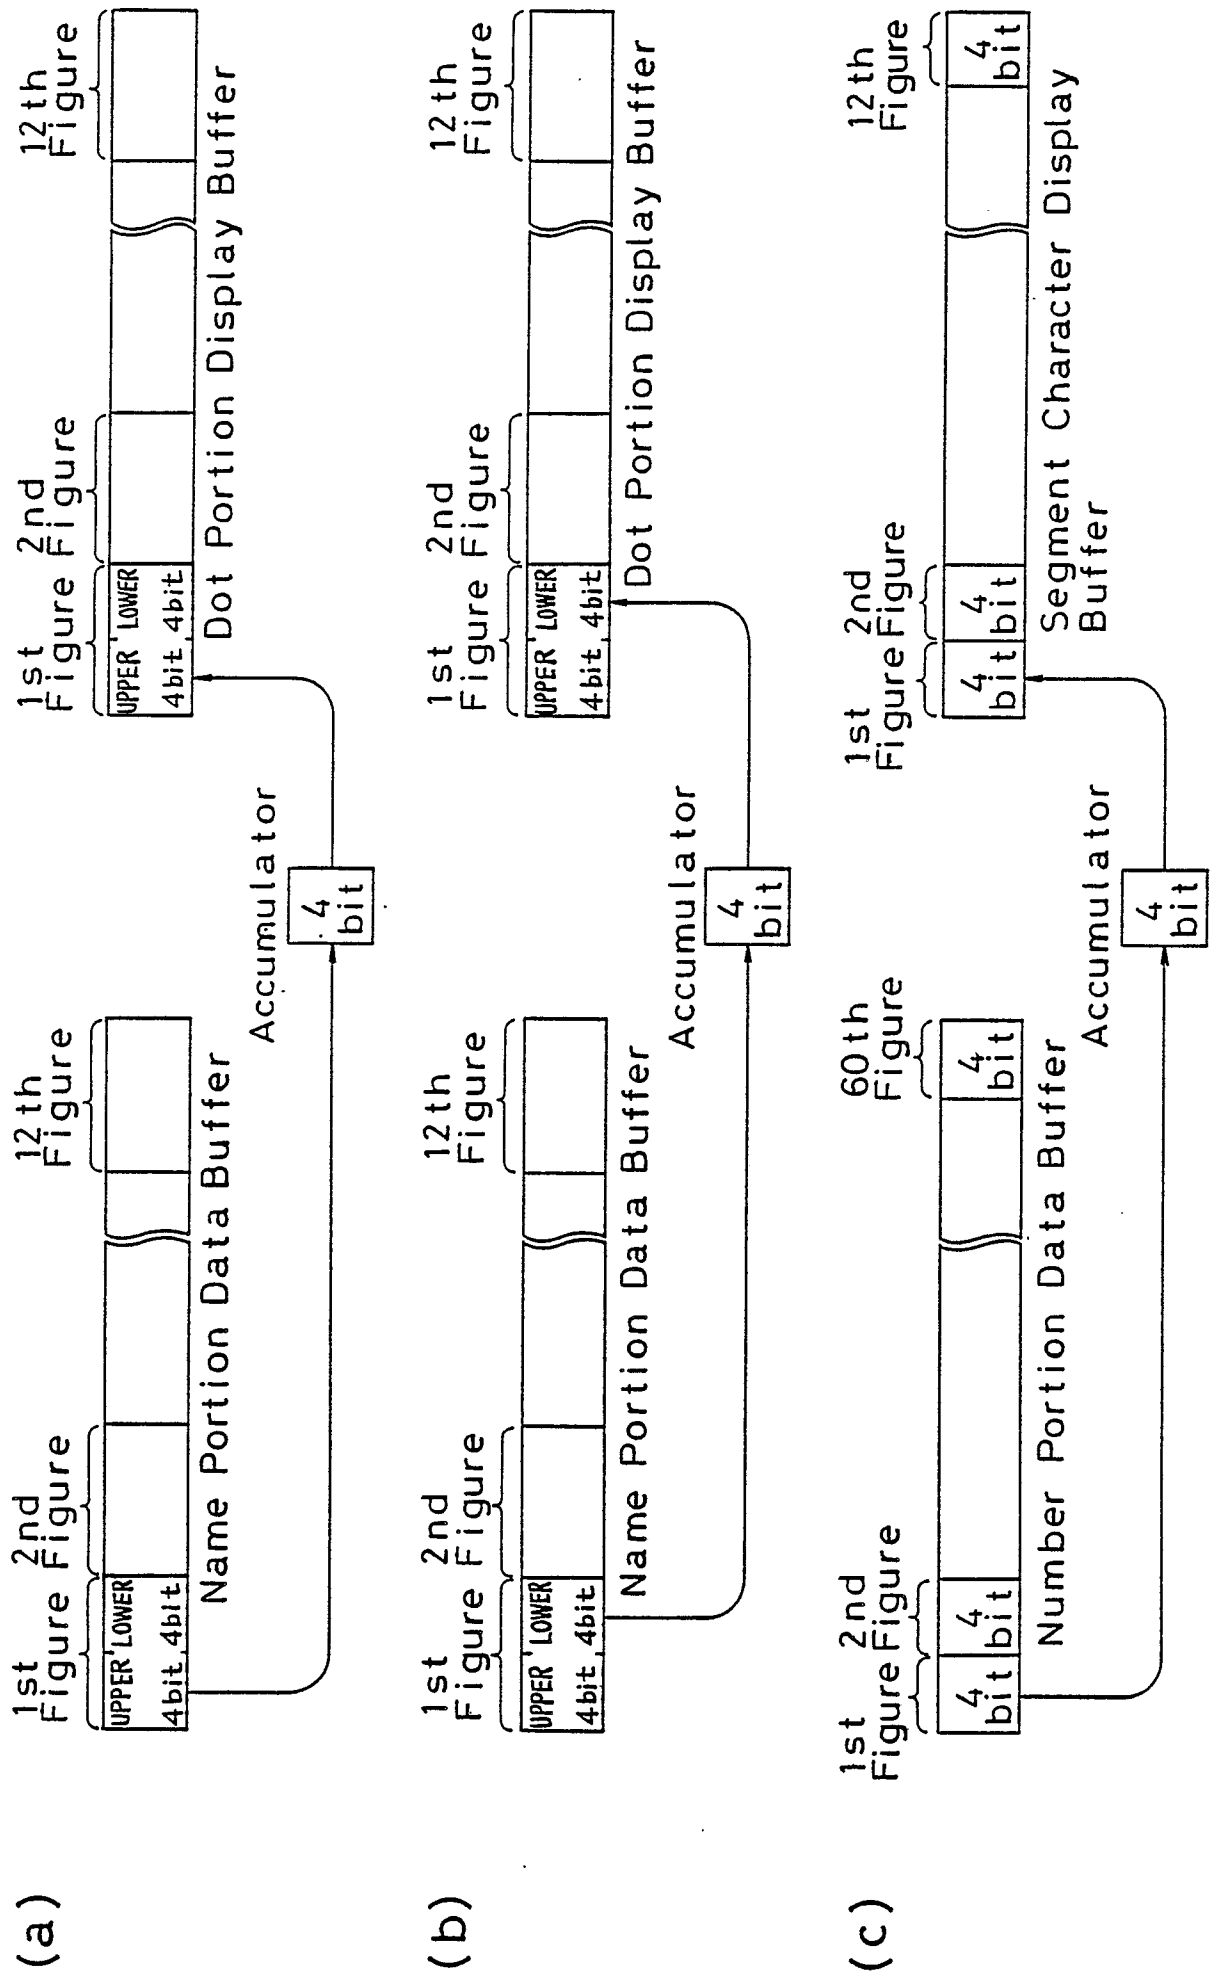 (a)
1st
Figure
2nd
Figure
12th
Figure
UPPER LOWER
4bit 4bit
Name Portion Data Buffer
Accumulator
4
bit
1st
Figure
2nd
Figure
12th
Figure
UPPER LOWER
4bit 4bit
Dot Portion Display Buffer
(b)
1st
Figure
2nd
Figure
12th
Figure
UPPER LOWER
4bit 4bit
Name Portion Data Buffer
Accumulator
4
bit
1st
Figure
2nd
Figure
12th
Figure
UPPER LOWER
4bit 4bit
Dot Portion Display Buffer
(c)
1st
Figure
2nd
Figure
60th
Figure
4
bit
4
bit
4
bit
Number Portion Data Buffer
Accumulator
4
bit
1st
Figure
2nd
Figure
12th
Figure
4
bit
4
bit
4
bit
Segment Character Display
Buffer